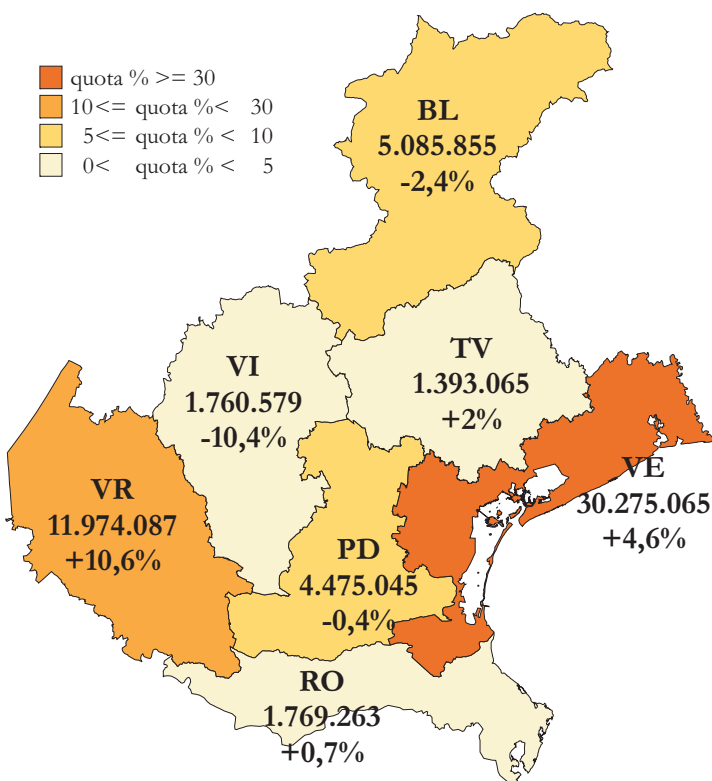 quota % >= 30
10<= quota %< 30
5<= quota % < 10
0< quota % < 5
BL
5.085.855
-2,4%
VI
1.760.579
-10,4%
TV
1.393.065
+2%
VR
11.974.087
+10,6%
VE
30.275.065
+4,6%
PD
4.475.045
-0,4%
RO
1.769.263
+0,7%